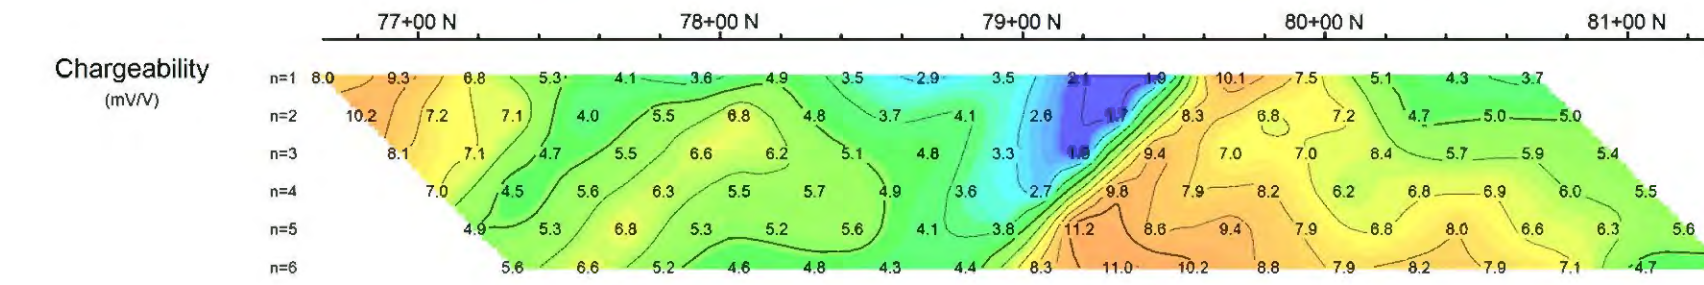 77+00 N 78+00 N 79+00 N 80+00 N 81+00 N
Chargeability
(mV/V)
n=1 8.0 9.3 6.8 5.3 4.1 3.6 4.9 3.5 2.9 3.5 2.1 1.9 10.1 7.5 5.1 4.3 3.7
n=2 10.2 7.2 7.1 4.0 5.5 6.8 4.8 3.7 4.1 2.6 1.7 8.3 6.8 7.2 4.7 5.0 5.0
n=3 8.1 7.1 4.7 5.5 6.6 6.2 5.1 4.8 3.3 1.9 9.4 7.0 7.0 8.4 5.7 5.9 5.4
n=4 7.0 4.5 5.6 6.3 5.5 5.7 4.9 3.6 2.7 9.8 7.9 8.2 6.2 6.8 6.9 6.0 5.5
n=5 4.9 5.3 6.8 5.3 5.2 5.6 4.1 3.8 11.2 8.6 9.4 7.9 6.8 8.0 6.6 6.3 5.6
n=6 5.6 6.6 5.2 4.6 4.8 4.3 4.4 8.3 11.0 10.2 8.8 7.9 8.2 7.9 7.1 4.7